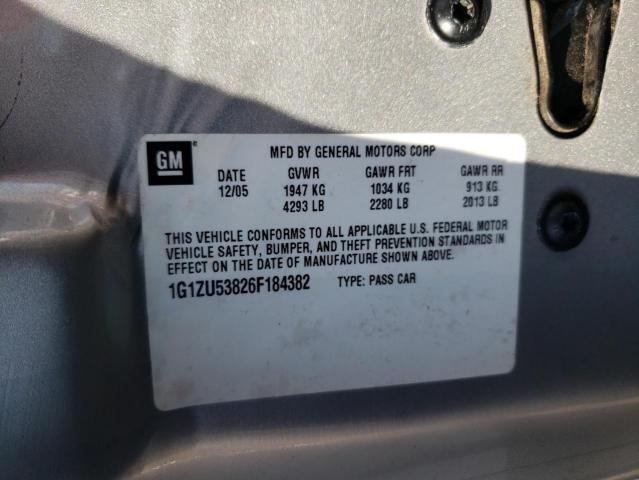 GM MFD BY GENERAL MOTORS CORP
DATE GVWR GAWR FRT GAWR RR
12/05 1947 KG 1034 KG 913 KG
4293 LB 2280 LB 2013 LB
THIS VEHICLE CONFORMS TO ALL APPLICABLE U.S. FEDERAL MOTOR
VEHICLE SAFETY, BUMPER, AND THEFT PREVENTION STANDARDS IN
EFFECT ON THE DATE OF MANUFACTURE SHOWN ABOVE.
1G1ZU53826F184382 TYPE: PASS CAR